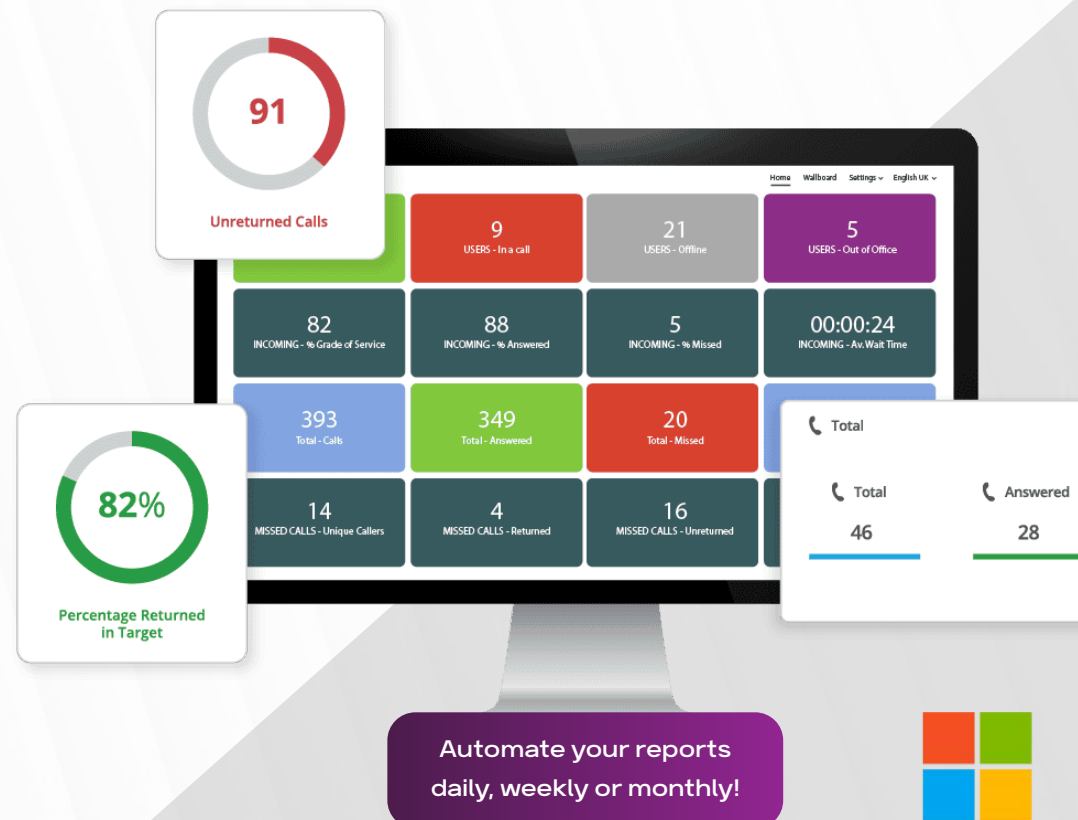 91
Unreturned Calls
Home Wallboard Settings English UK
9
USERS - In a call
21
USERS - Offline
5
USERS - Out of Office
82
INCOMING - % Grade of Service
88
INCOMING - % Answered
5
INCOMING - % Missed
00:00:24
INCOMING - Av. Wait Time
393
Total - Calls
349
Total - Answered
20
Total - Missed
14
MISSED CALLS - Unique Callers
4
MISSED CALLS - Returned
16
MISSED CALLS - Unreturned
82%
Percentage Returned
in Target
Total
Total
46
Answered
28
Automate your reports
daily, weekly or monthly!